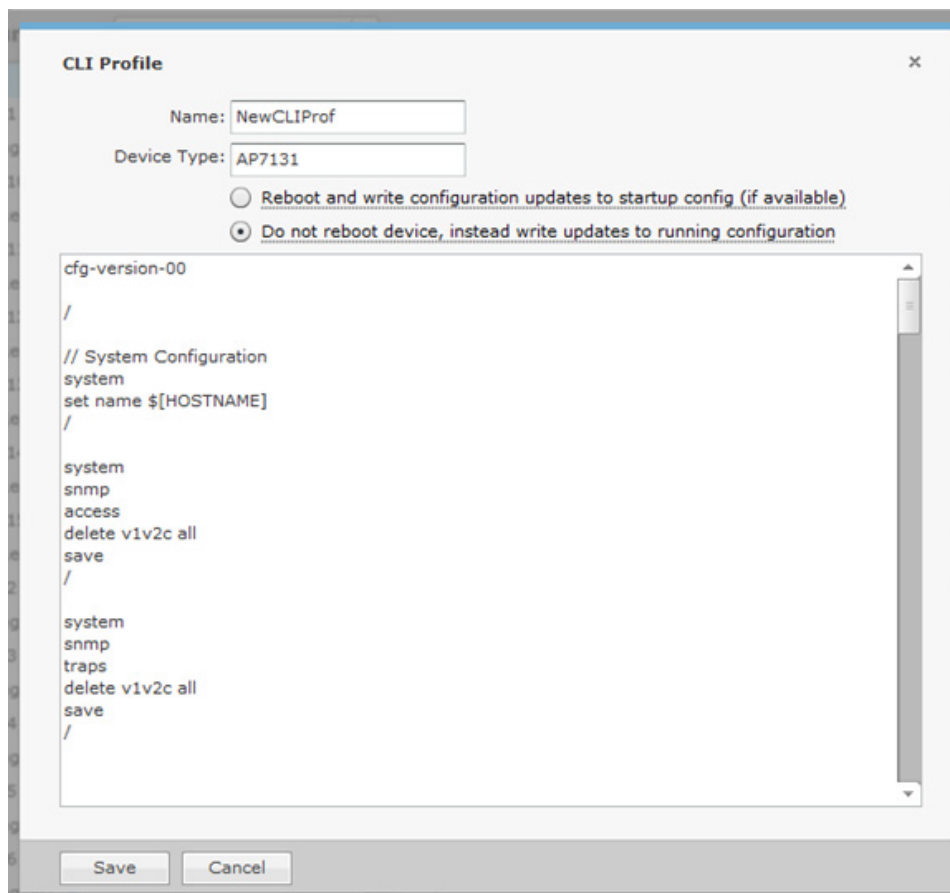 CLI Profile
Name: NewCLIProf
Device Type: AP7131
Reboot and write configuration updates to startup config (if available)
Do not reboot device, instead write updates to running configuration
cfg-version-00
/
// System Configuration
system
set name $[HOSTNAME]
/
system
snmp
access
delete v1v2c all
save
/
system
snmp
traps
delete v1v2c all
save
/
Save Cancel